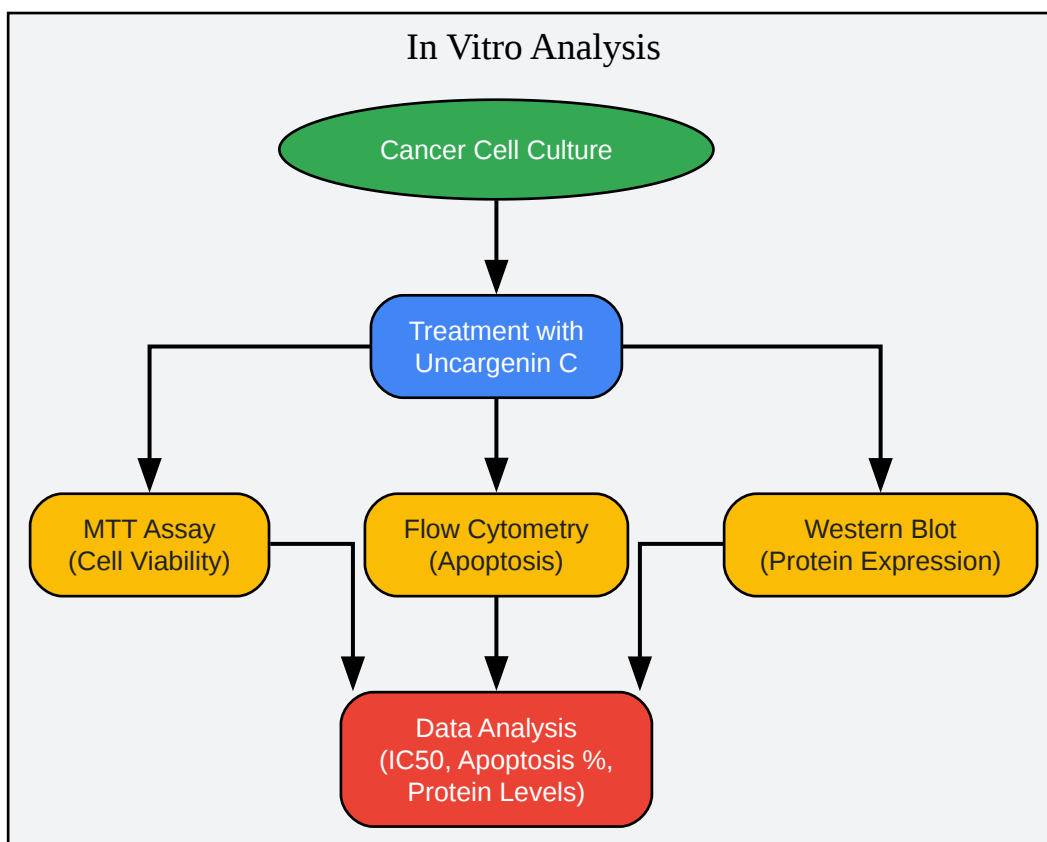 In Vitro Analysis
Cancer Cell Culture
Treatment with
Uncargenin C
MTT Assay
(Cell Viability)
Flow Cytometry
(Apoptosis)
Western Blot
(Protein Expression)
Data Analysis
(IC50, Apoptosis %,
Protein Levels)